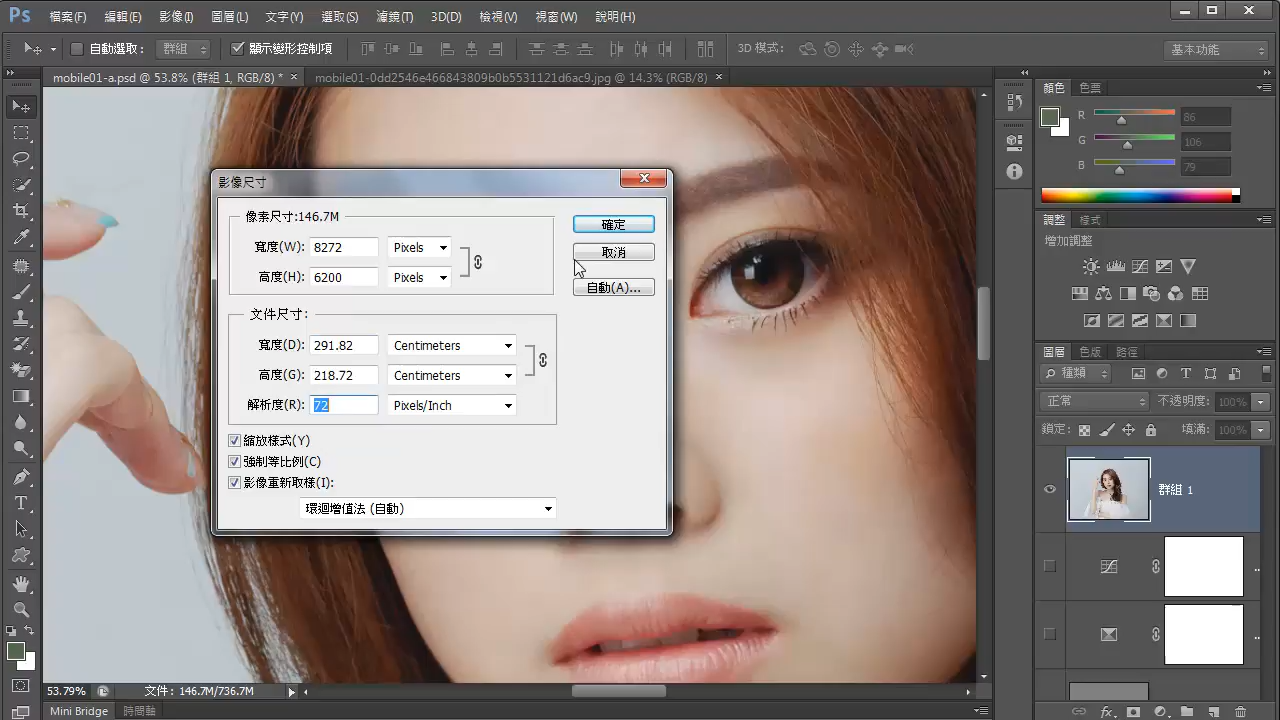 Ps 檔案(F) 編輯(E) 影像(I) 圖層(L) 文字(Y) 選取(S) 濾鏡(T) 3D(D) 檢視(V) 視窗(W) 說明(H)
自動選取: 群組 顯示變形控制項 3D 模式: 基本功能
mobile01-a.psd @ 53.8% (群組 1, RGB/8) * × mobile01-0dd2546e466843809b0b5531121d6ac9.jpg @ 14.3% (RGB/8) ×
顏色 色票
R 86
G 106
B 79
調整 樣式
增加調整
圖層 色版 路徑
種類
正常 不透明度: 100%
鎖定: 填滿: 100%
群組 1
影像尺寸
像素尺寸:146.7M
寬度(W): 8272 Pixels
高度(H): 6200 Pixels
確定
取消
自動(A)...
文件尺寸:
寬度(D): 291.82 Centimeters
高度(G): 218.72 Centimeters
解析度(R): 72 Pixels/Inch
縮放樣式(Y)
強制等比例(C)
影像重新取樣(I):
環迴增值法 (自動)
53.79% 文件: 146.7M/736.7M
Mini Bridge 時間軸
fx